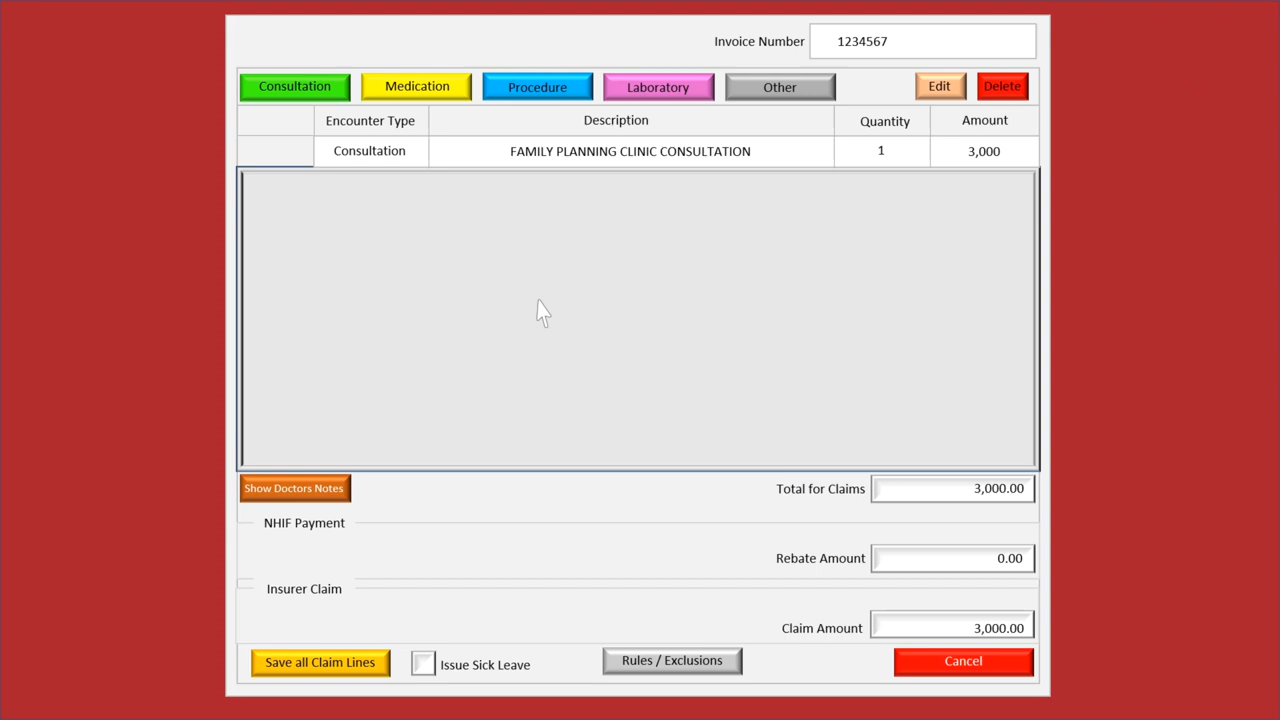 Invoice Number 1234567
Consultation Medication Procedure Laboratory Other Edit Delete
Encounter Type Description Quantity Amount
Consultation FAMILY PLANNING CLINIC CONSULTATION 1 3,000
Show Doctors Notes Total for Claims 3,000.00
NHIF Payment
Rebate Amount 0.00
Insurer Claim
Claim Amount 3,000.00
Save all Claim Lines Issue Sick Leave Rules / Exclusions Cancel